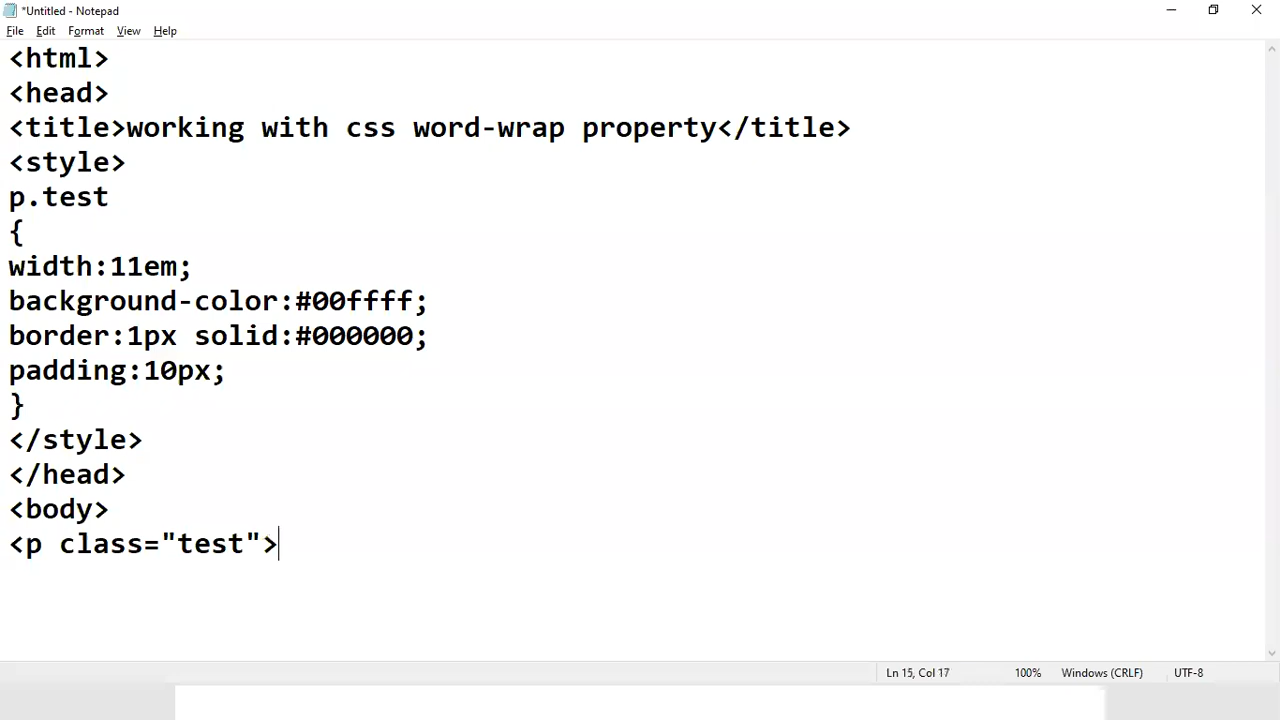 *Untitled - Notepad
File Edit Format View Help
<html>
<head>
<title>working with css word-wrap property</title>
<style>
p.test
{
width:11em;
background-color:#00ffff;
border:1px solid:#000000;
padding:10px;
}
</style>
</head>
<body>
<p class="test">
Ln 15, Col 17 100% Windows (CRLF) UTF-8